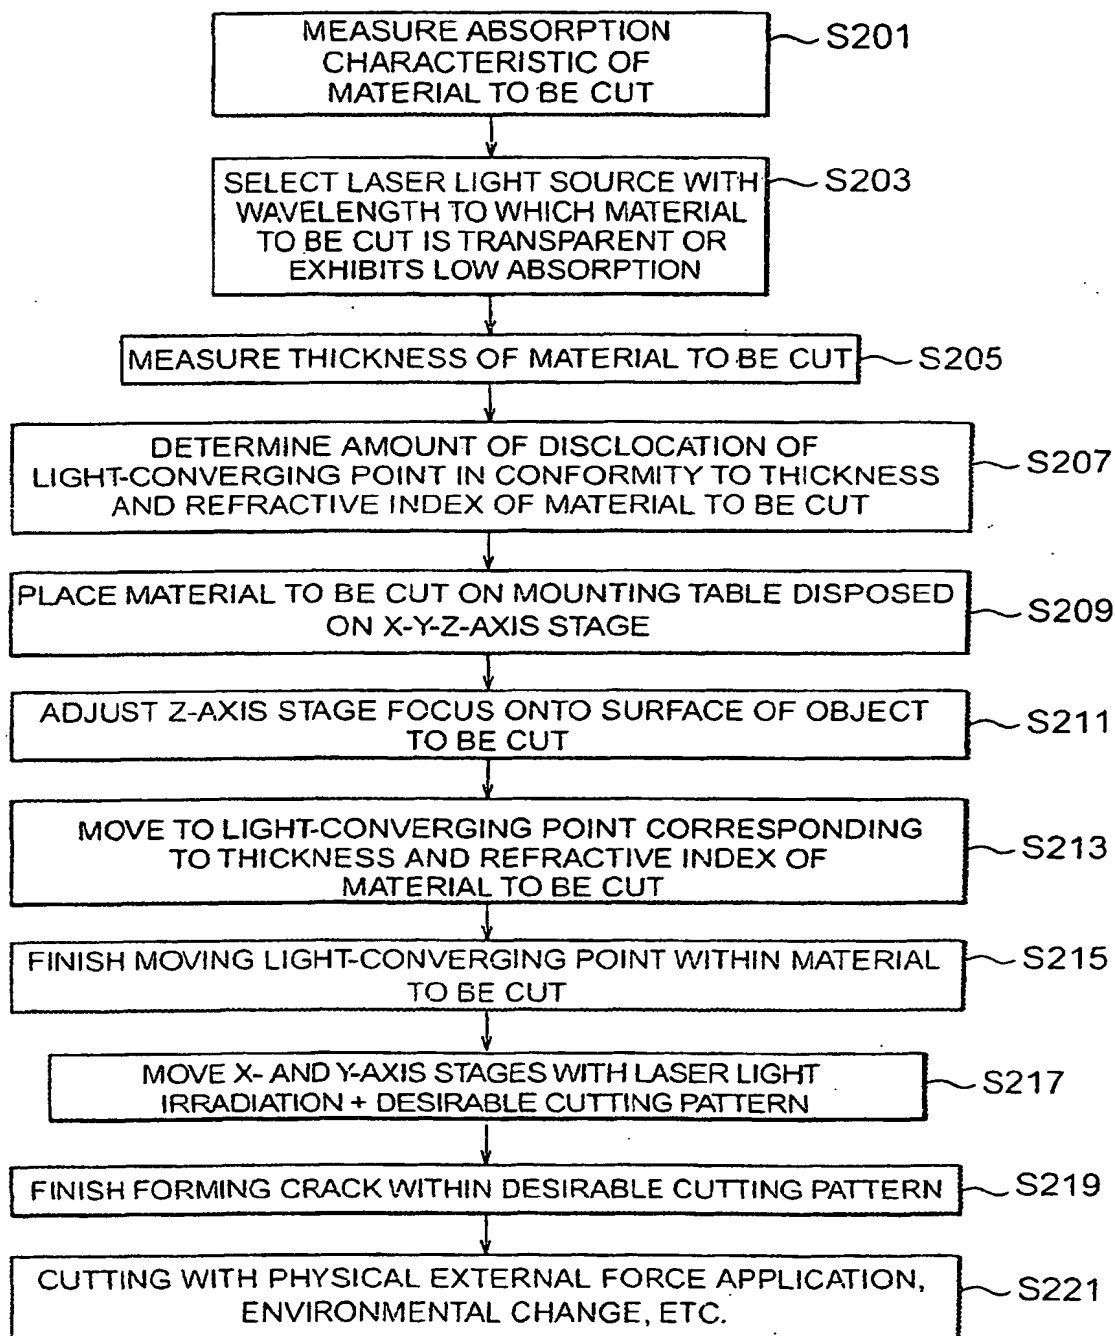 MEASURE ABSORPTION
CHARACTERISTIC OF
MATERIAL TO BE CUT
S201
SELECT LASER LIGHT SOURCE WITH
WAVELENGTH TO WHICH MATERIAL
TO BE CUT IS TRANSPARENT OR
EXHIBITS LOW ABSORPTION
S203
MEASURE THICKNESS OF MATERIAL TO BE CUT
S205
DETERMINE AMOUNT OF DISCLOCATION OF
LIGHT-CONVERGING POINT IN CONFORMITY TO THICKNESS
AND REFRACTIVE INDEX OF MATERIAL TO BE CUT
S207
PLACE MATERIAL TO BE CUT ON MOUNTING TABLE DISPOSED
ON X-Y-Z-AXIS STAGE
S209
ADJUST Z-AXIS STAGE FOCUS ONTO SURFACE OF OBJECT
TO BE CUT
S211
MOVE TO LIGHT-CONVERGING POINT CORRESPONDING
TO THICKNESS AND REFRACTIVE INDEX OF
MATERIAL TO BE CUT
S213
FINISH MOVING LIGHT-CONVERGING POINT WITHIN MATERIAL
TO BE CUT
S215
MOVE X- AND Y-AXIS STAGES WITH LASER LIGHT
IRRADIATION + DESIRABLE CUTTING PATTERN
S217
FINISH FORMING CRACK WITHIN DESIRABLE CUTTING PATTERN
S219
CUTTING WITH PHYSICAL EXTERNAL FORCE APPLICATION,
ENVIRONMENTAL CHANGE, ETC.
S221